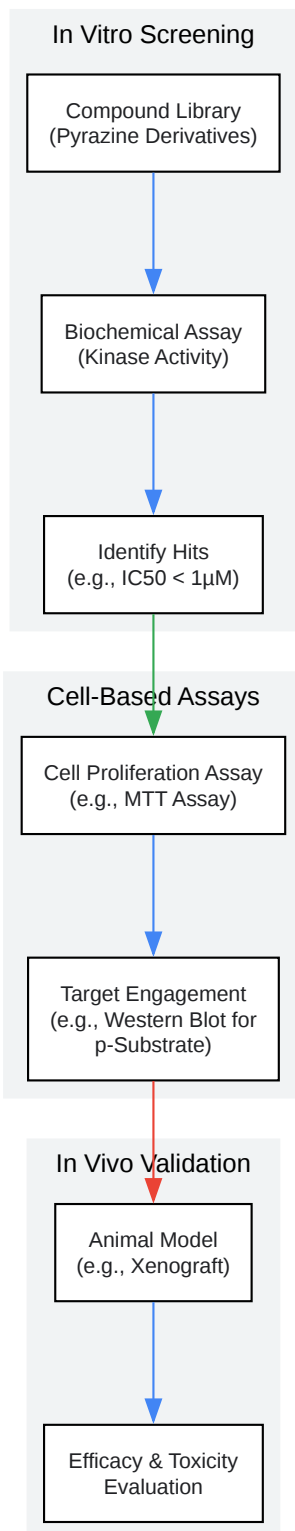 In Vitro Screening
Compound Library
(Pyrazine Derivatives)
Biochemical Assay
(Kinase Activity)
Identify Hits
(e.g., IC50 < 1µM)
Cell-Based Assays
Cell Proliferation Assay
(e.g., MTT Assay)
Target Engagement
(e.g., Western Blot for
p-Substrate)
In Vivo Validation
Animal Model
(e.g., Xenograft)
Efficacy & Toxicity
Evaluation